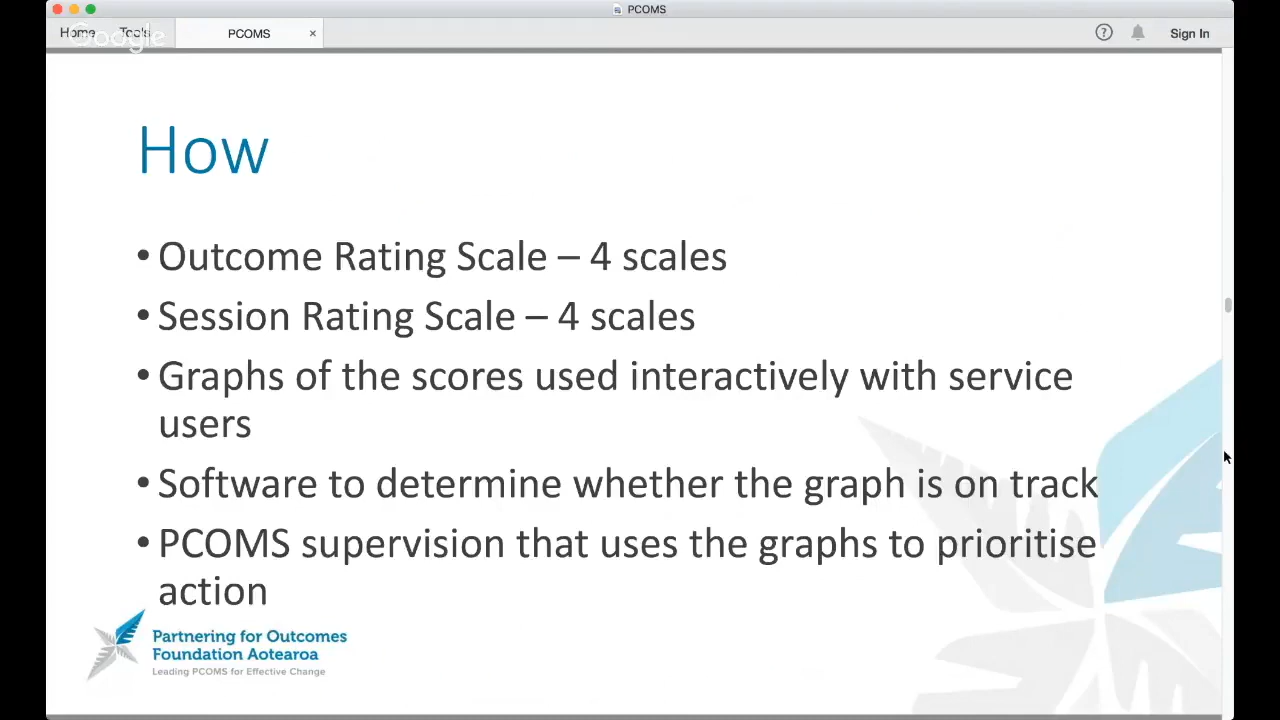 PCOMS
Home Tools PCOMS × ? Sign In
Google
How
• Outcome Rating Scale – 4 scales
• Session Rating Scale – 4 scales
• Graphs of the scores used interactively with service
users
• Software to determine whether the graph is on track
• PCOMS supervision that uses the graphs to prioritise
action
Partnering for Outcomes
Foundation Aotearoa
Leading PCOMS for Effective Change